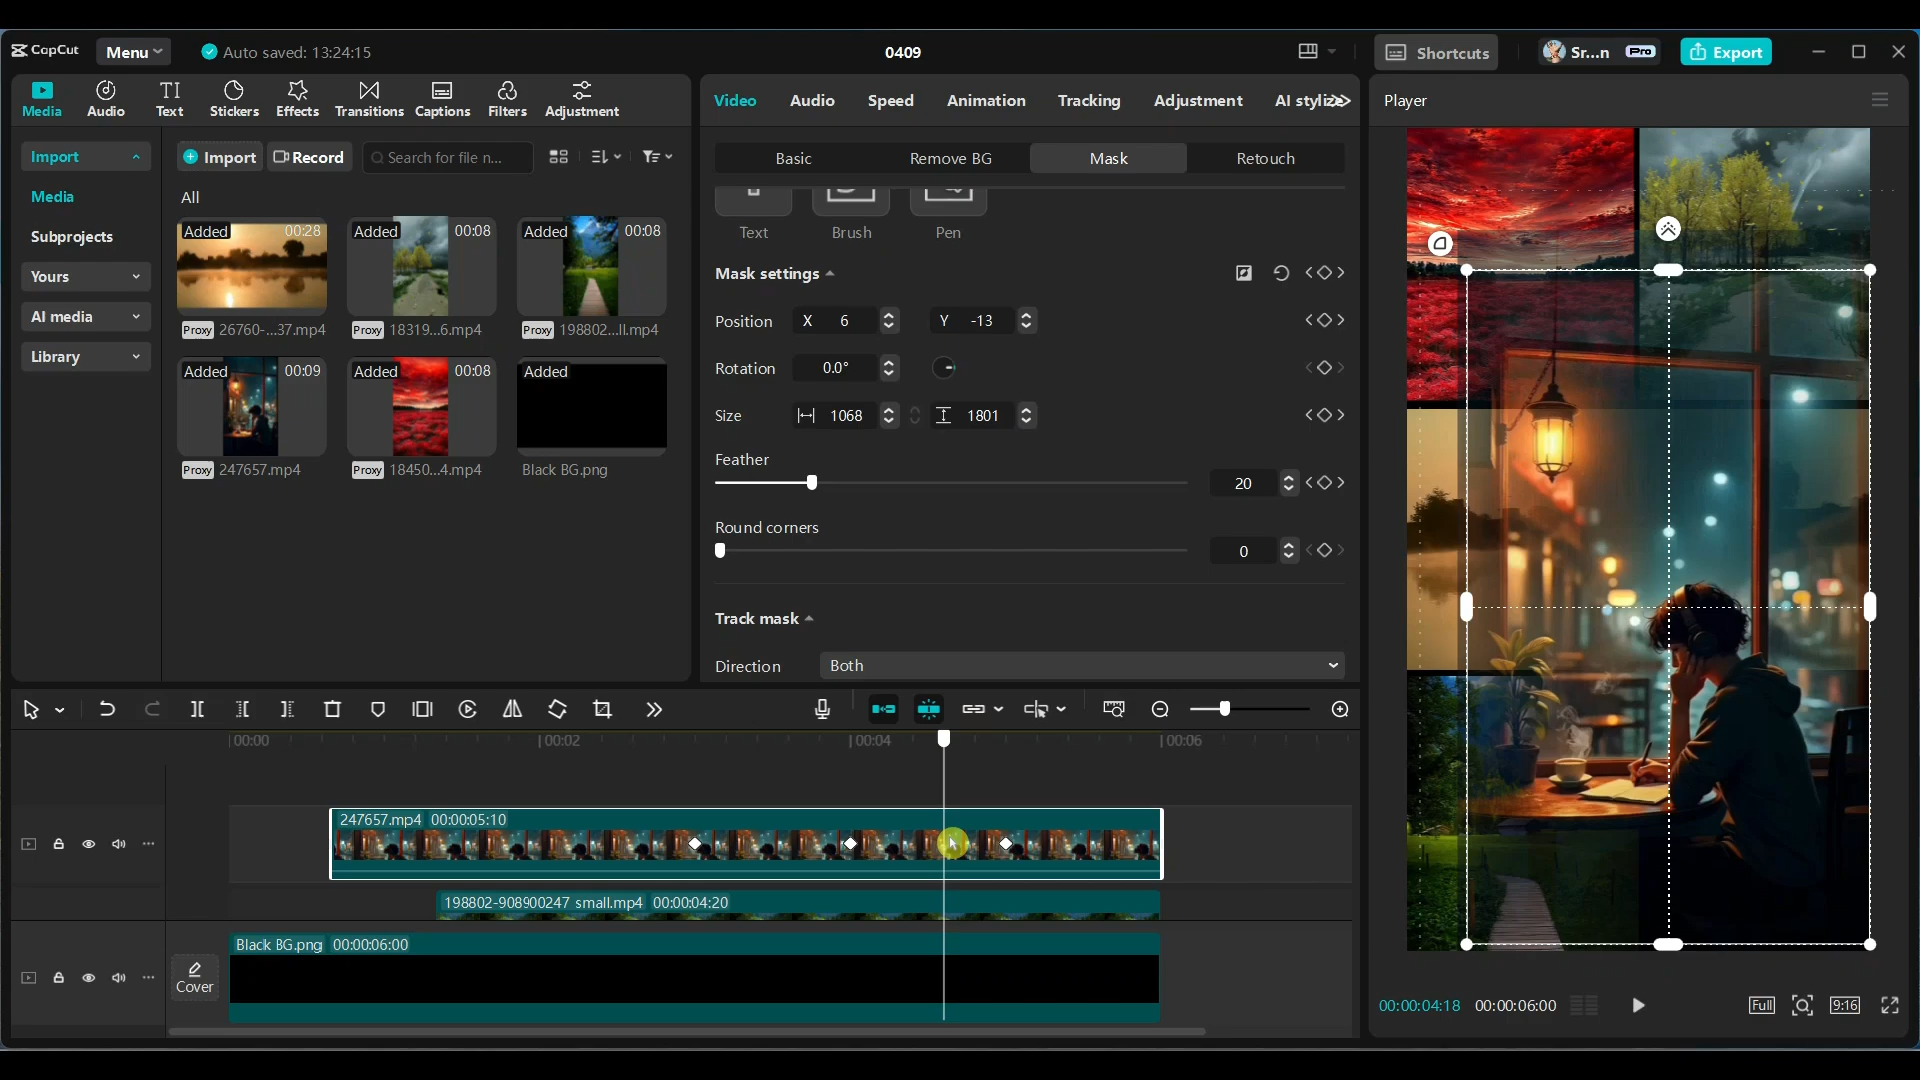 CapCut Menu Auto saved: 13:24:15 0409 Shortcuts Sr...n Pro Export
Media Audio Text Stickers Effects Transitions Captions Filters Adjustment
Import
Media
Subprojects
Yours
AI media
Library
Import Record Search for file n...
All
Added 00:28 Added 00:08 Added 00:08
Proxy 26760-...37.mp4 Proxy 18319...6.mp4 Proxy 198802...ll.mp4
Added 00:09 Added 00:08 Added
Proxy 247657.mp4 Proxy 18450...4.mp4 Black BG.png
Video Audio Speed Animation Tracking Adjustment AI stylize
Basic Remove BG Mask Retouch
Text Brush Pen
Mask settings
Position X 6 Y -13
Rotation 0.0°
Size 1068 1801
Feather
20
Round corners
0
Track mask
Direction Both
Player
00:00:04:18 00:00:06:00 Full 9:16
00:00 00:02 00:04 00:06
247657.mp4 00:00:05:10
198802-908900247 small.mp4 00:00:04:20
Black BG.png 00:00:06:00
Cover